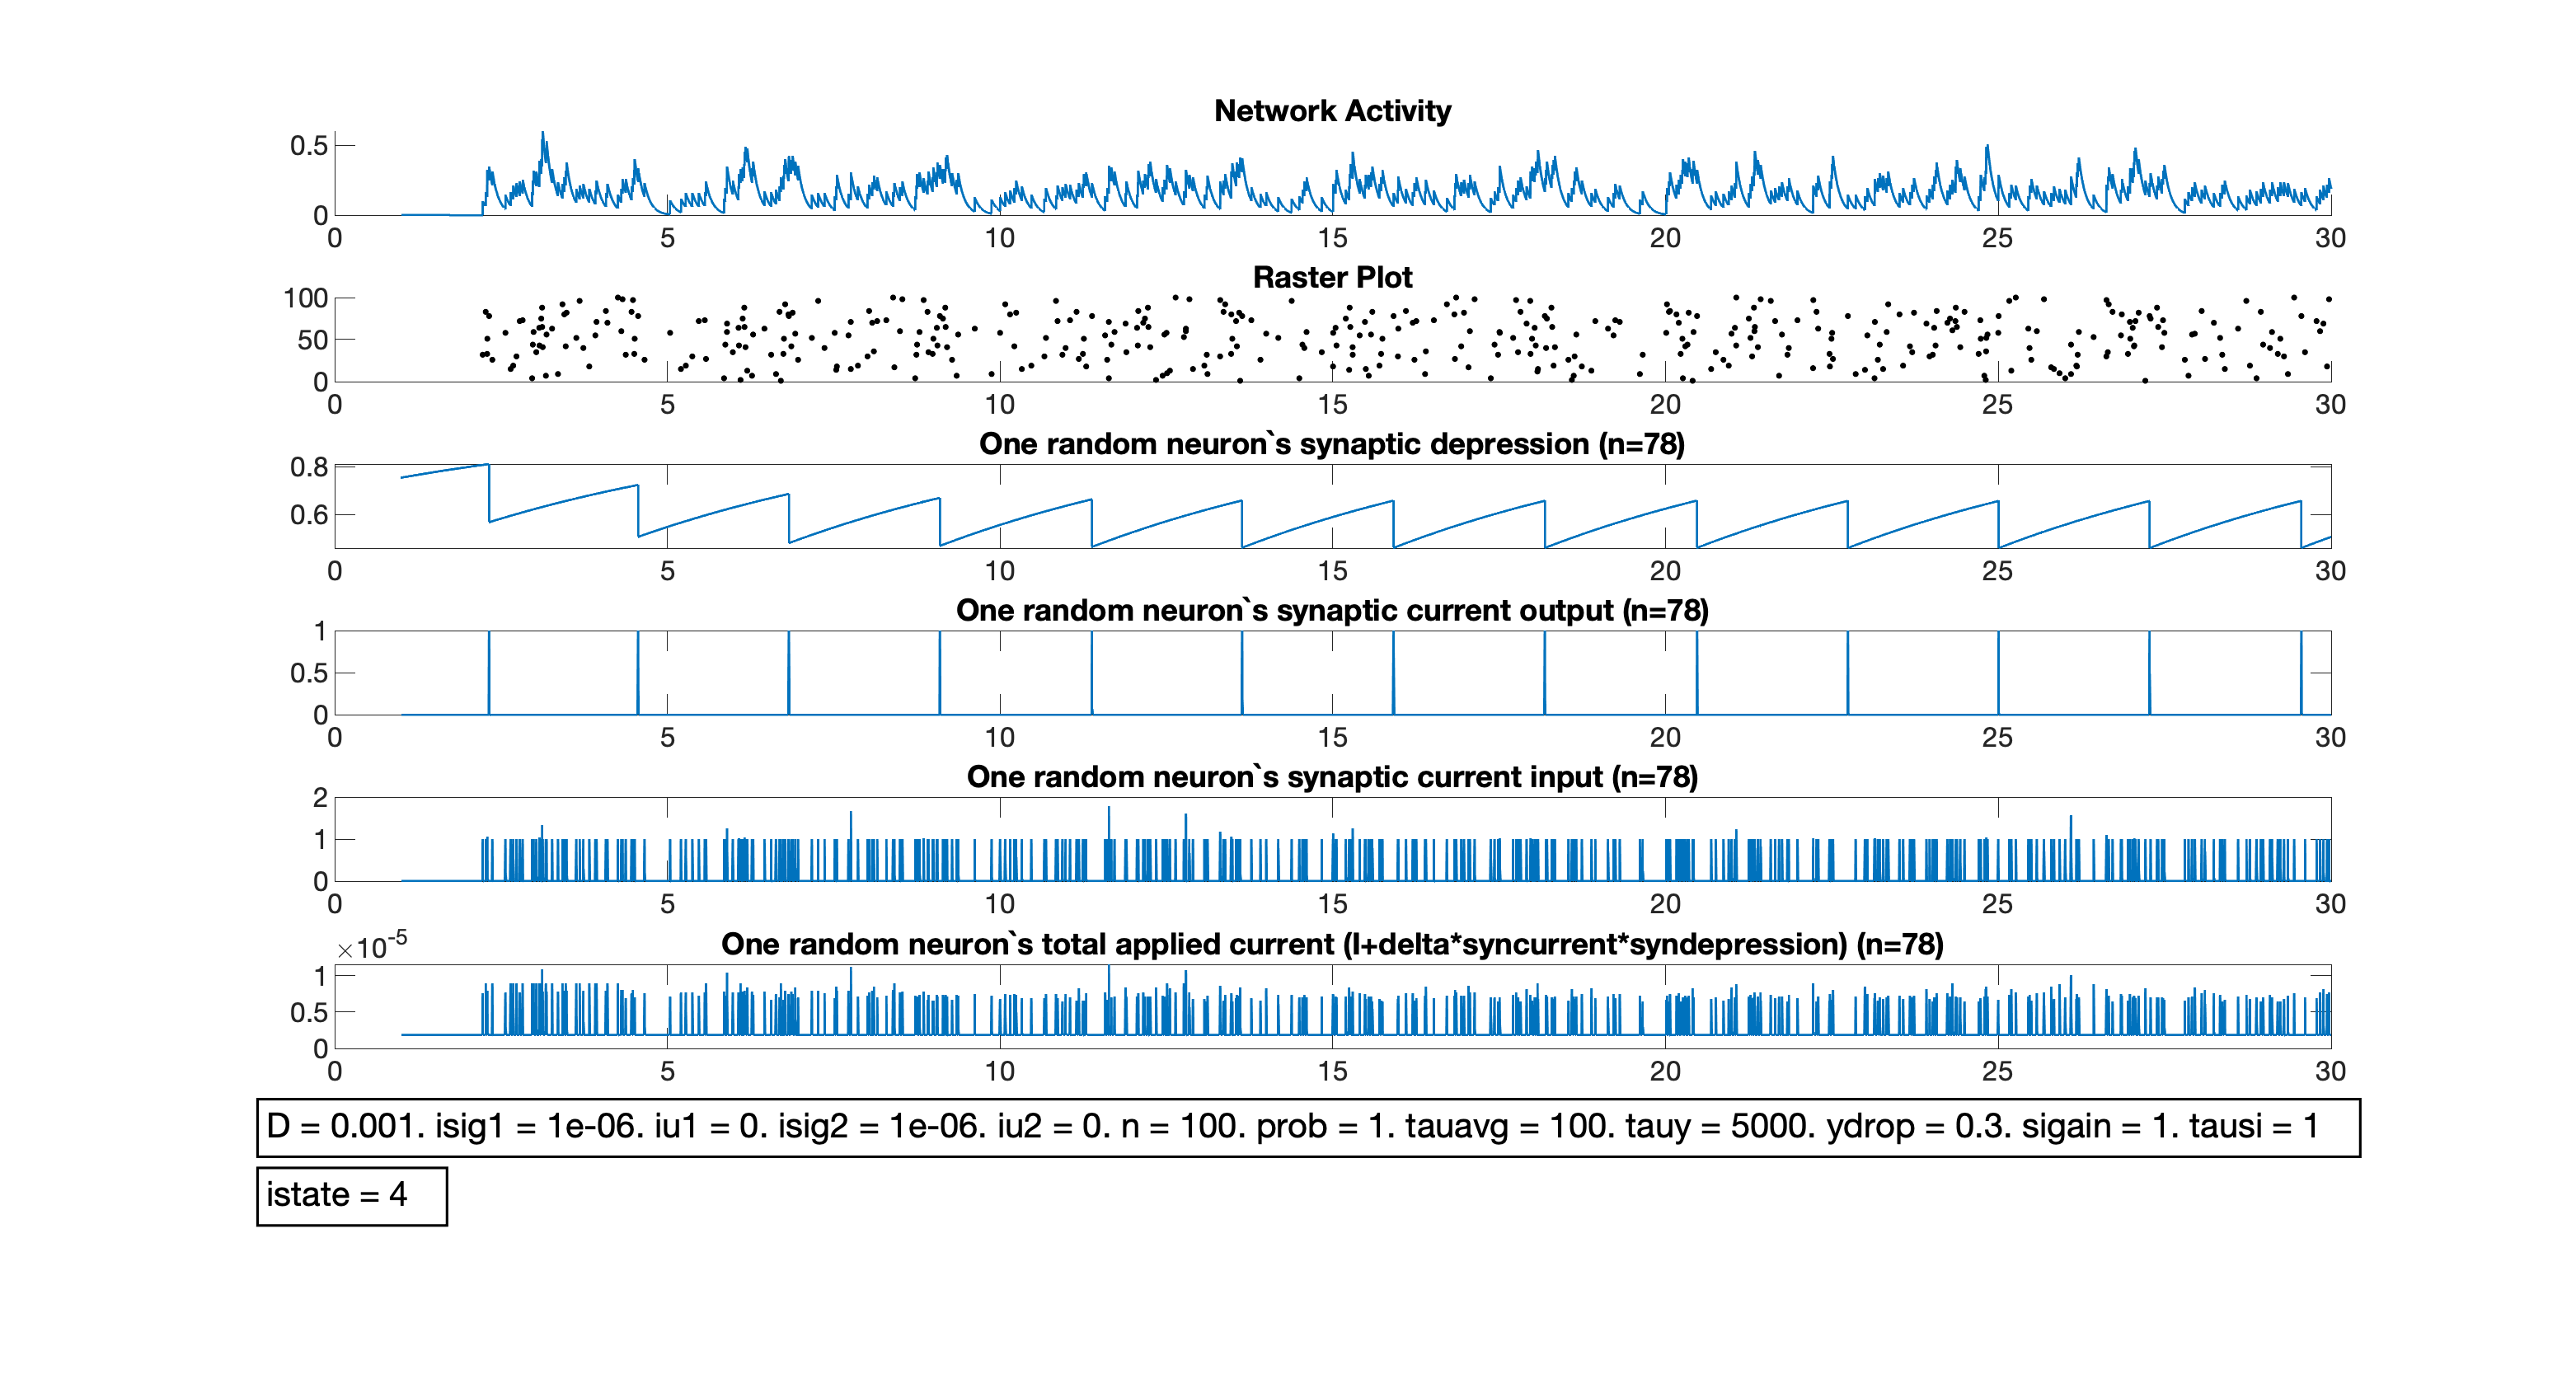 Network Activity
0.5
0
0 5 10 15 20 25 30
Raster Plot
100
50
0
0 5 10 15 20 25 30
One random neuron`s synaptic depression (n=78)
0.8
0.6
0 5 10 15 20 25 30
One random neuron`s synaptic current output (n=78)
1
0.5
0
0 5 10 15 20 25 30
One random neuron`s synaptic current input (n=78)
2
1
0
0 5 10 15 20 25 30
×10-5
One random neuron`s total applied current (I+delta*syncurrent*syndepression) (n=78)
1
0.5
0
0 5 10 15 20 25 30
D = 0.001. isig1 = 1e-06. iu1 = 0. isig2 = 1e-06. iu2 = 0. n = 100. prob = 1. tauavg = 100. tauy = 5000. ydrop = 0.3. sigain = 1. tausi = 1
istate = 4